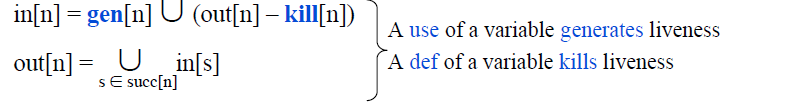 in[n] = gen[n] ∪ (out[n] – kill[n])
A use of a variable generates liveness
out[n] = ∪ in[s]
s ∈ succ[n]
A def of a variable kills liveness